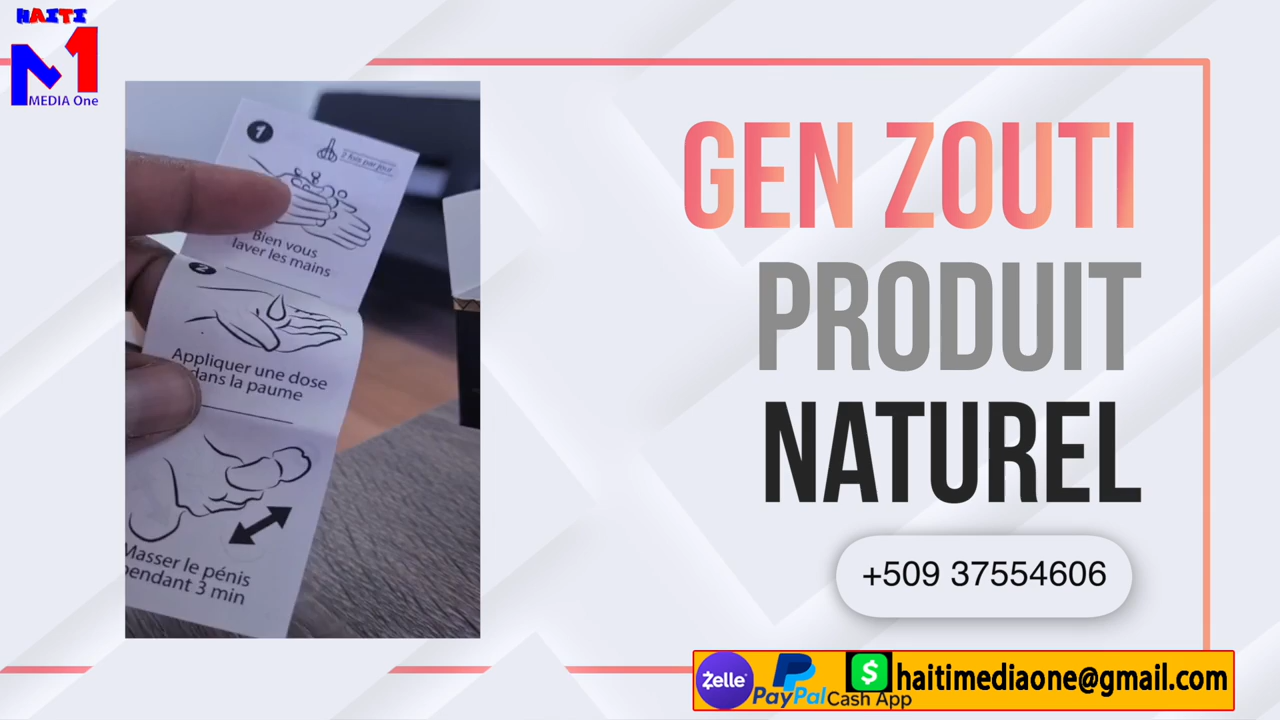 HAITI
M1
MEDIA One
1
2 fois par jour
Bien vous
laver les mains
2
Appliquer une dose
dans la paume
Masser le pénis
pendant 3 min
GEN ZOUTI
PRODUIT
NATUREL
+509 37554606
Zelle
PayPal
$
Cash App
haitimediaone@gmail.com